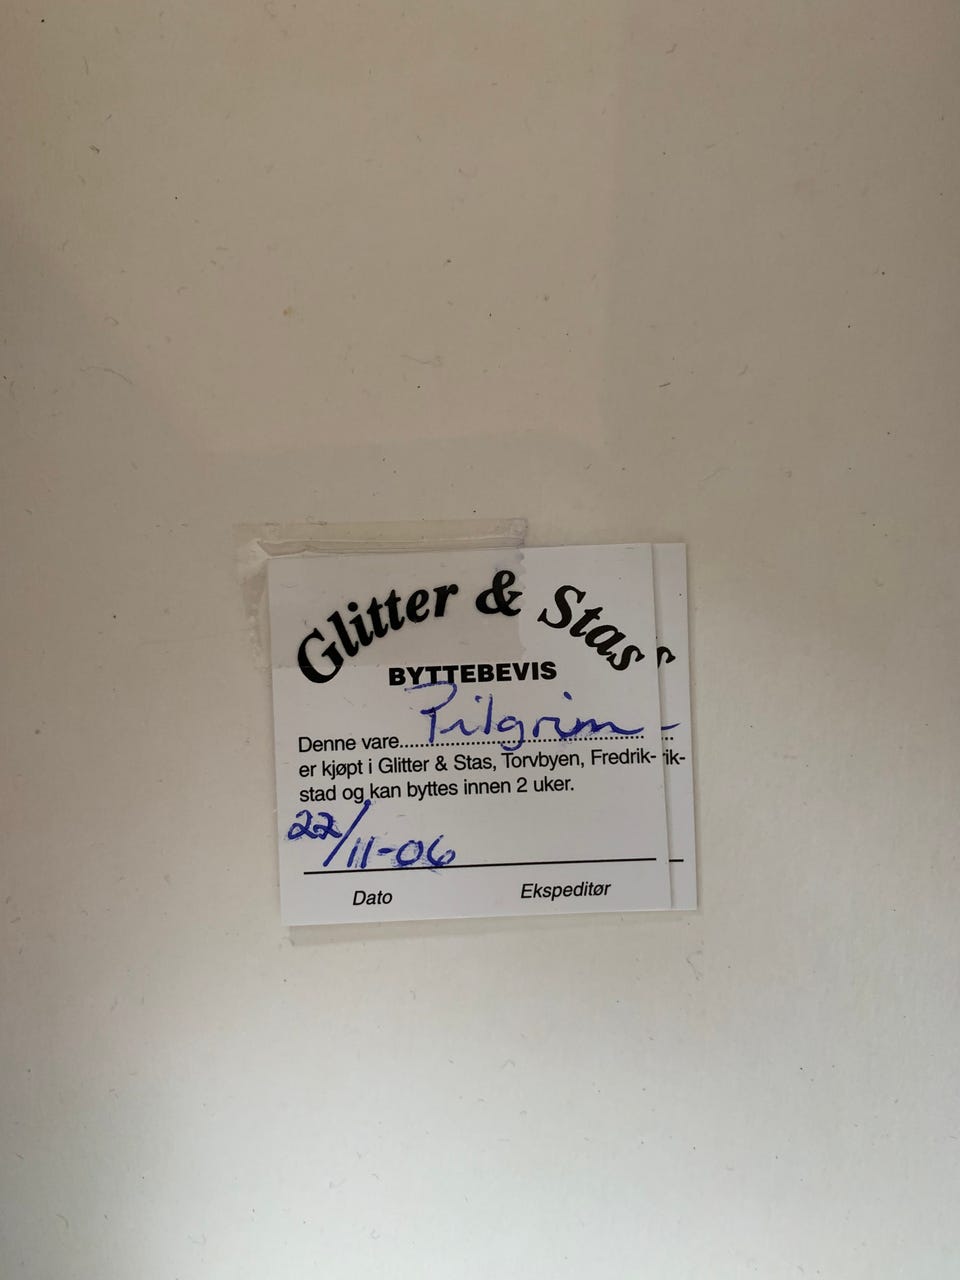 Glitter & Stas
BYTTEBEVIS
Denne vare.......Pilgrim
er kjøpt i Glitter & Stas, Torvbyen, Fredrik-
stad og kan byttes innen 2 uker.
22/11-06
Dato Ekspeditør
s
-
rik-